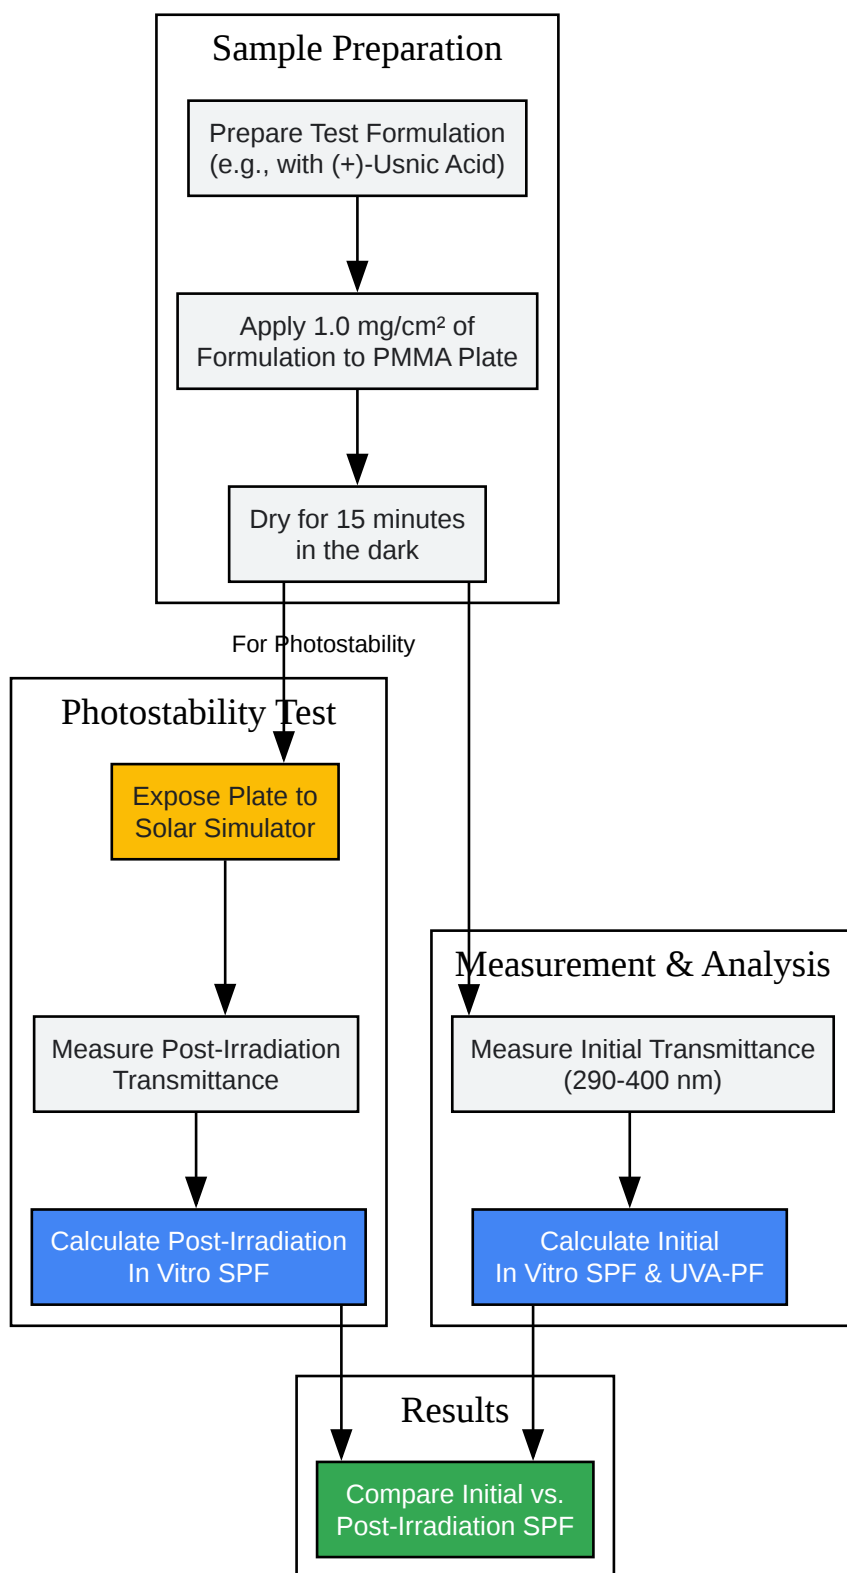 Sample Preparation
Prepare Test Formulation
(e.g., with (+)-Usnic Acid)
Apply 1.0 mg/cm² of
Formulation to PMMA Plate
Dry for 15 minutes
in the dark
For Photostability
Photostability Test
Expose Plate to
Solar Simulator
Measure Post-Irradiation
Transmittance
Calculate Post-Irradiation
In Vitro SPF
Measurement & Analysis
Measure Initial Transmittance
(290-400 nm)
Calculate Initial
In Vitro SPF & UVA-PF
Results
Compare Initial vs.
Post-Irradiation SPF